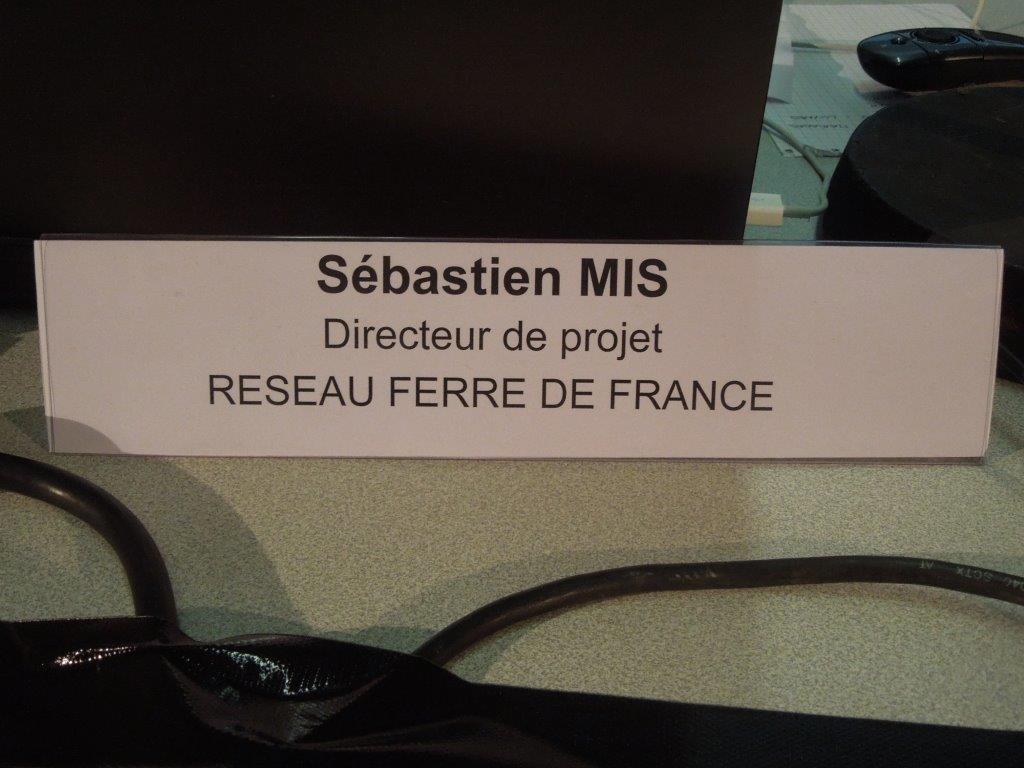 Sébastien MIS
Directeur de projet
RESEAU FERRE DE FRANCE